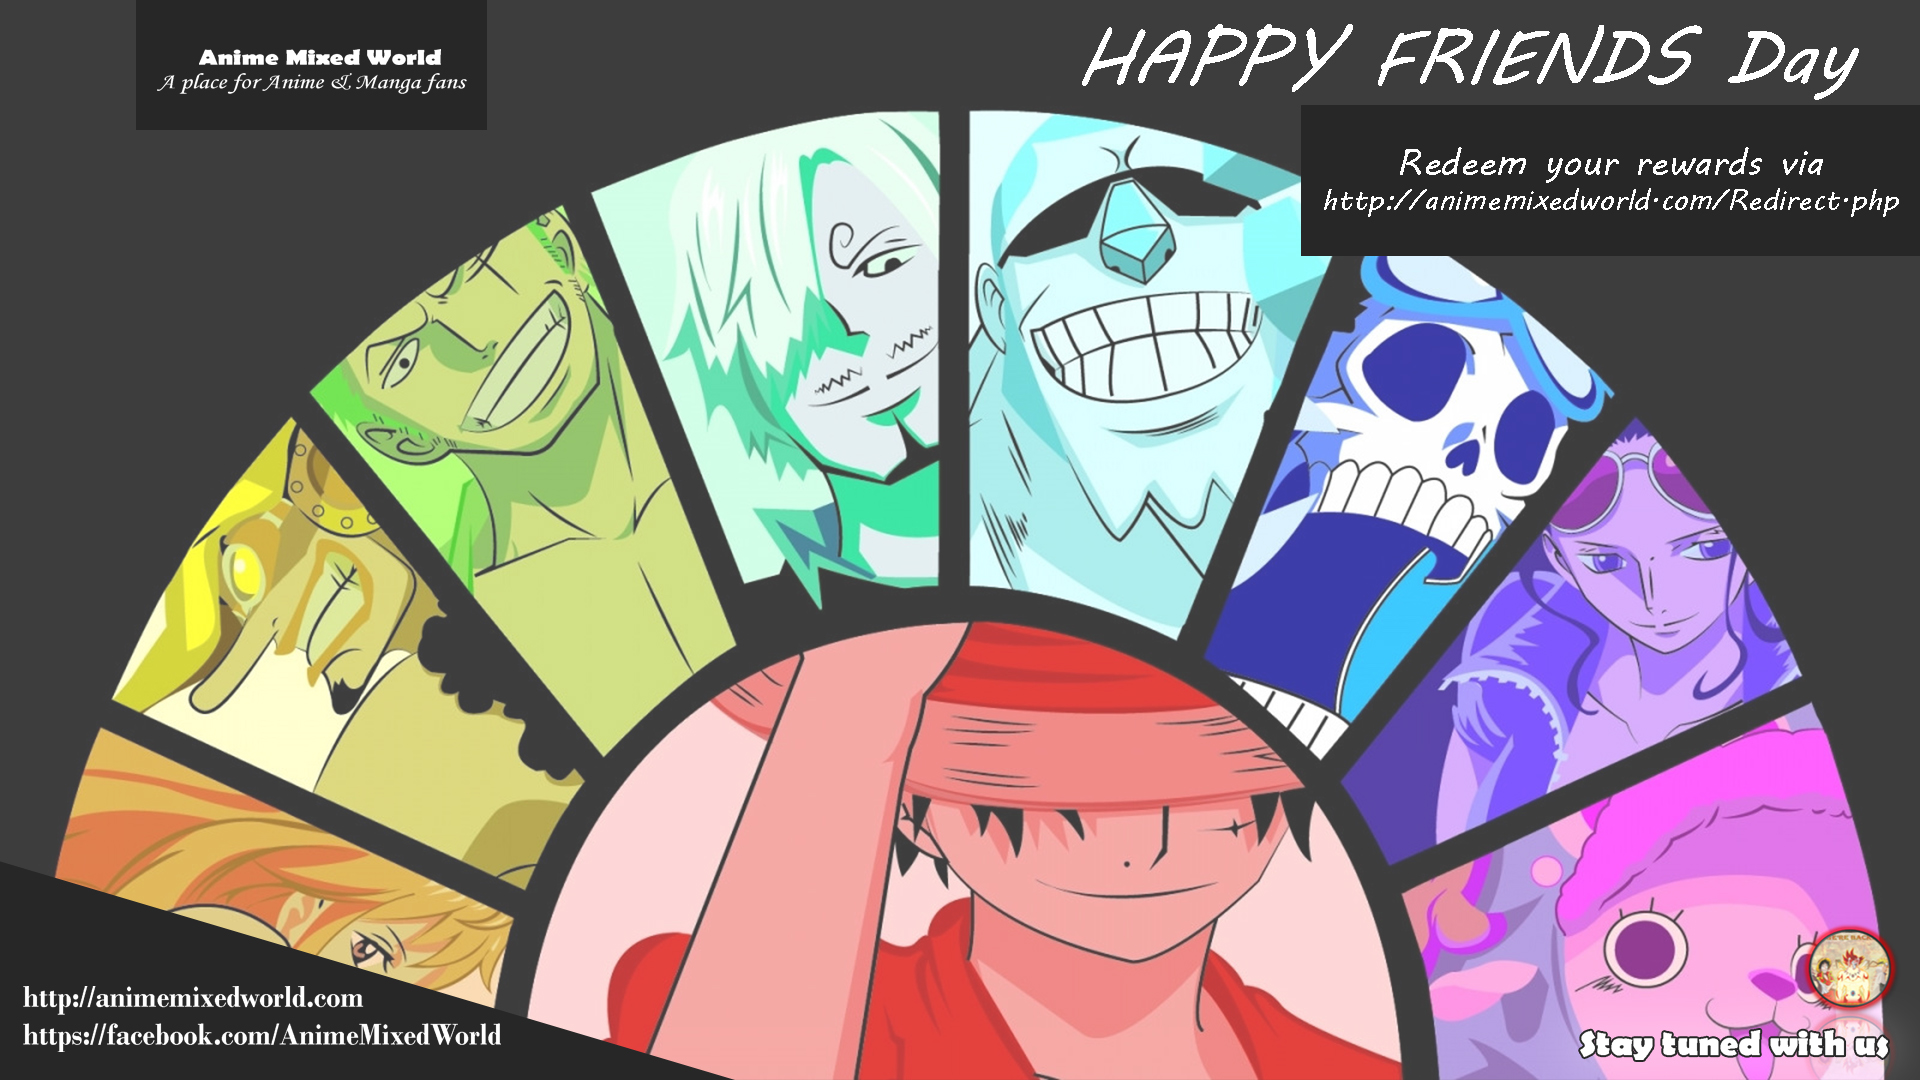 Anime Mixed World
A place for Anime & Manga fans
HAPPY FRIENDS Day
Redeem your rewards via
http://animemixedworld.com/Redirect.php
http://animemixedworld.com
https://facebook.com/AnimeMixedWorld
Stay tuned with us